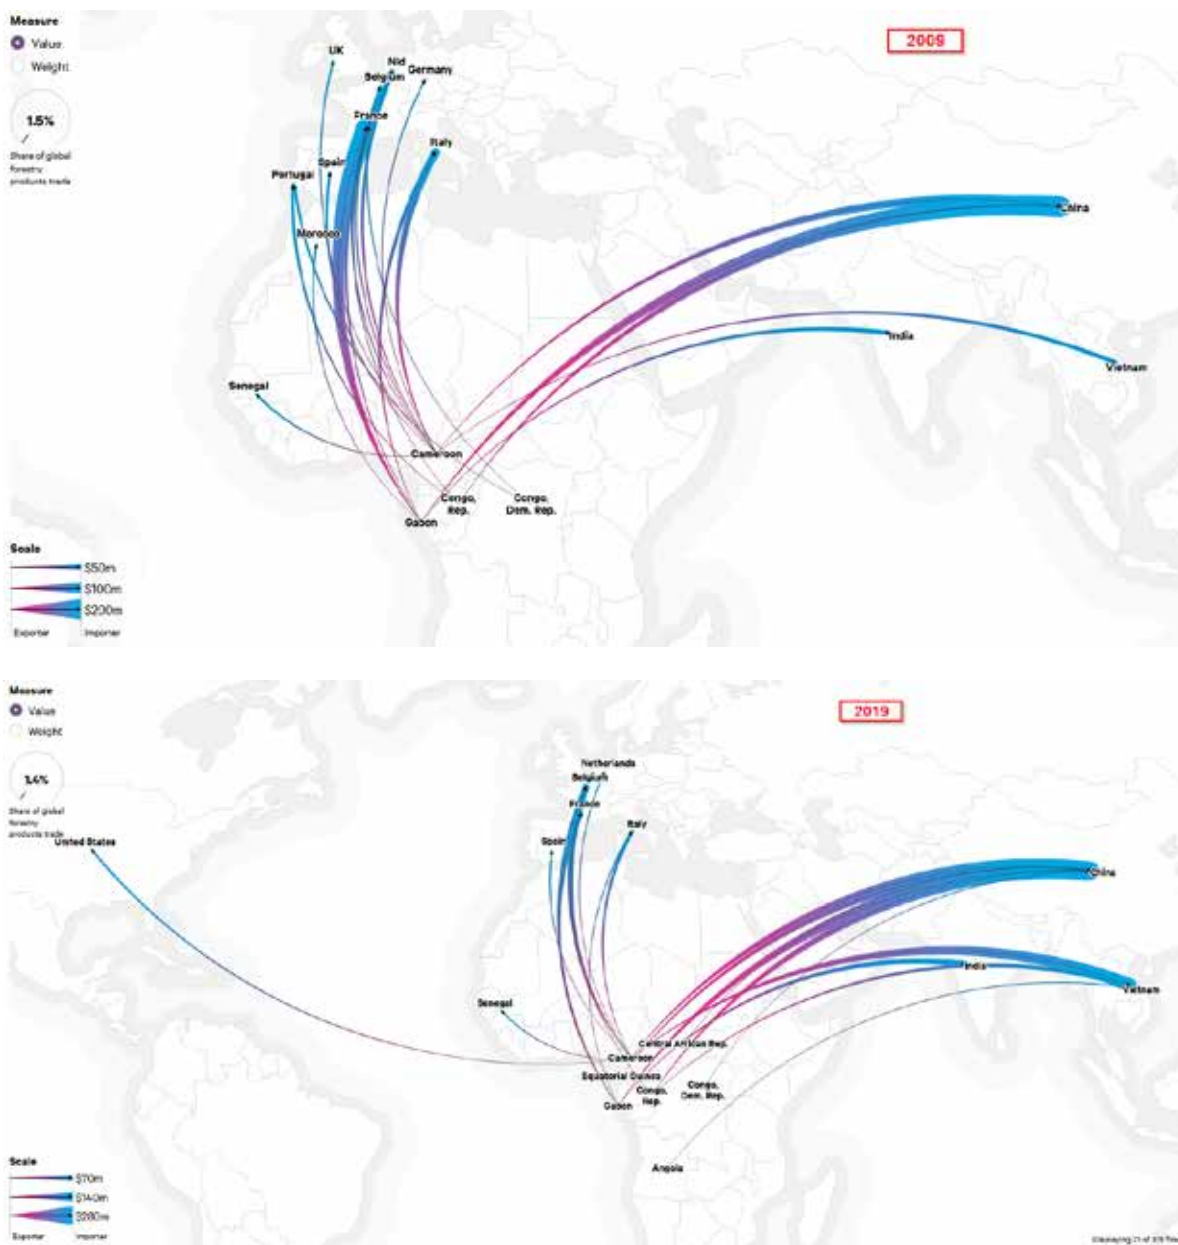 Measure
Value
Weight
1.5%
Share of global
forestry
products trade
2009
UK
Nld
Belgium
Germany
France
Italy
Spain
Portugal
Morocco
China
India
Vietnam
Senegal
Cameroon
Congo,
Rep.
Congo,
Dem. Rep.
Gabon
Scale
$50m
$100m
$200m
Exporter
Importer
Measure
Value
Weight
1.4%
Share of global
forestry
products trade
2019
United States
Netherlands
Belgium
France
Italy
Spain
China
India
Vietnam
Senegal
Central African Rep.
Cameroon
Equatorial Guinea
Congo,
Rep.
Congo,
Dem. Rep.
Gabon
Angola
Scale
$70m
$140m
$280m
Exporter
Importer